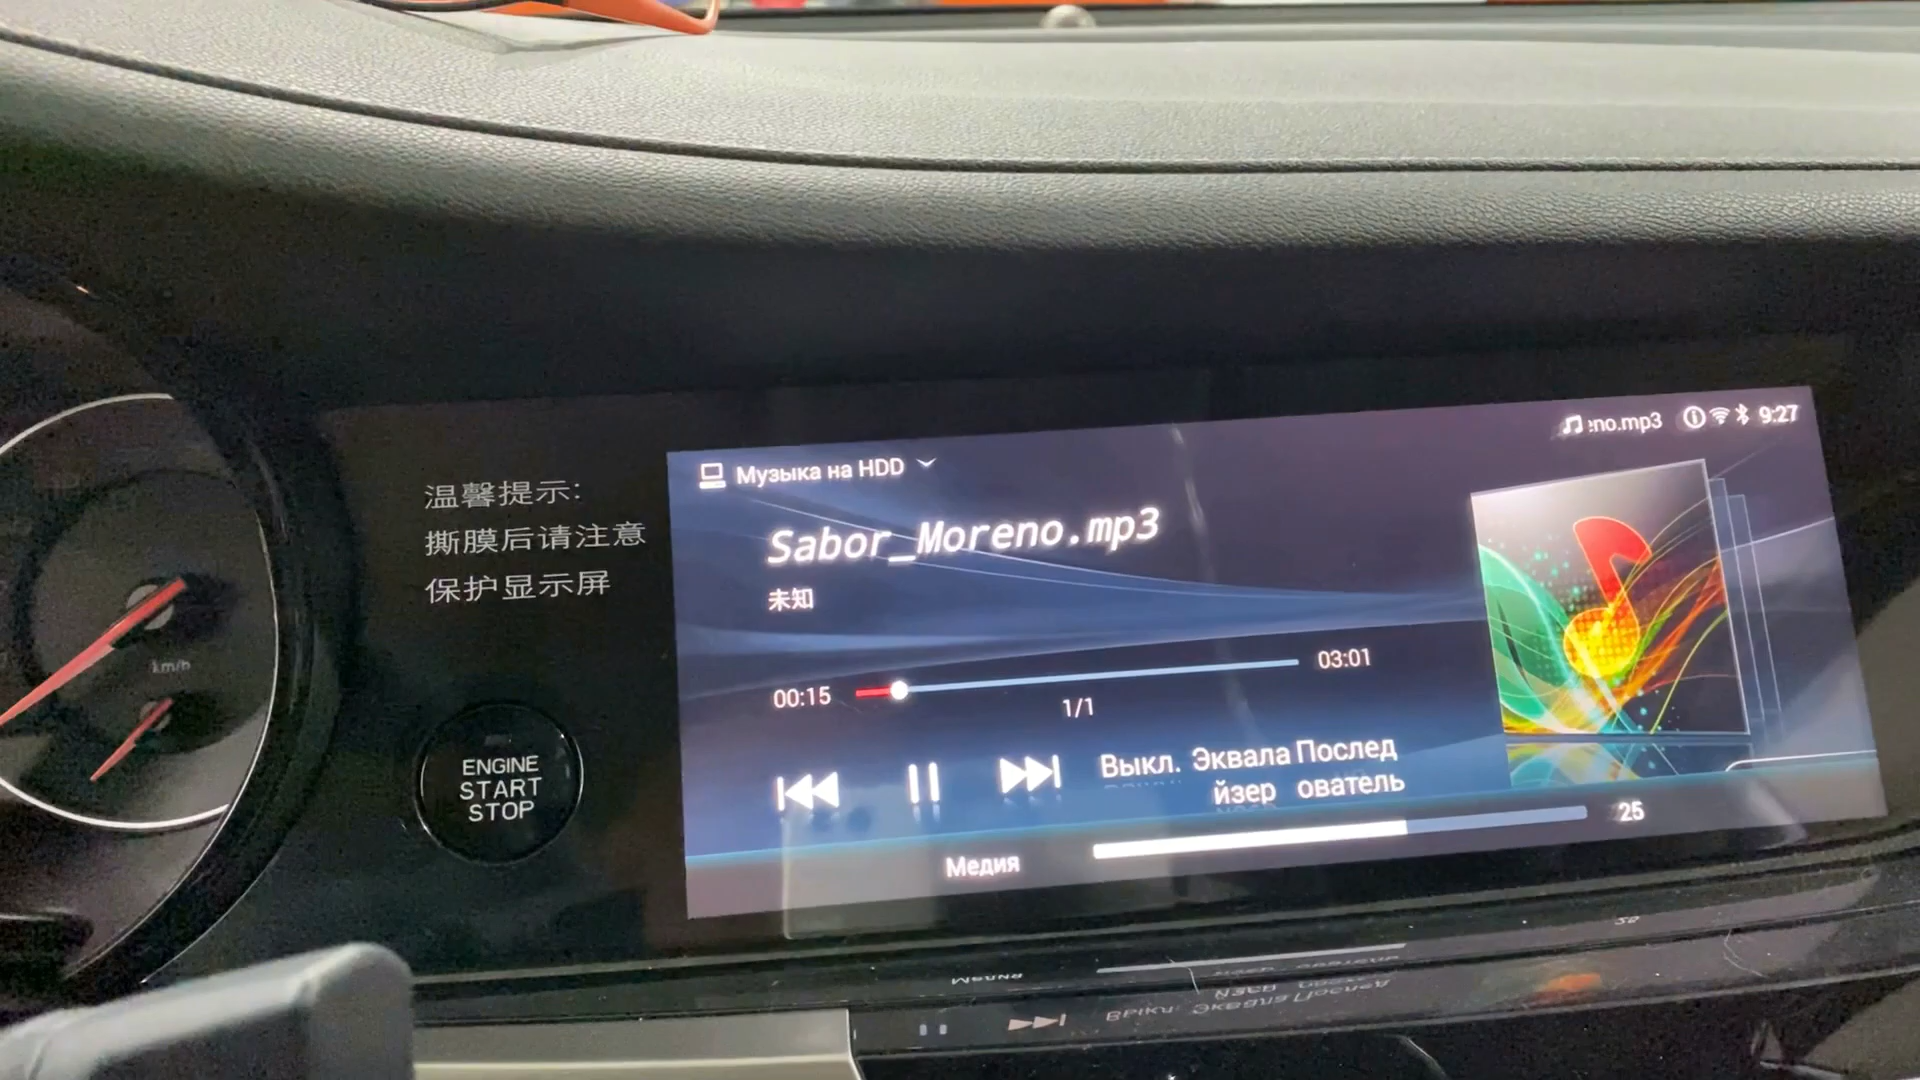 :no.mp3 9:27
Музыка на HDD
Sabor_Moreno.mp3
未知
00:15 03:01
1/1
Выкл. Эквала Послед
йзер ователь
Медия 25
温馨提示:
撕膜后请注意
保护显示屏
km/h
ENGINE
START
STOP